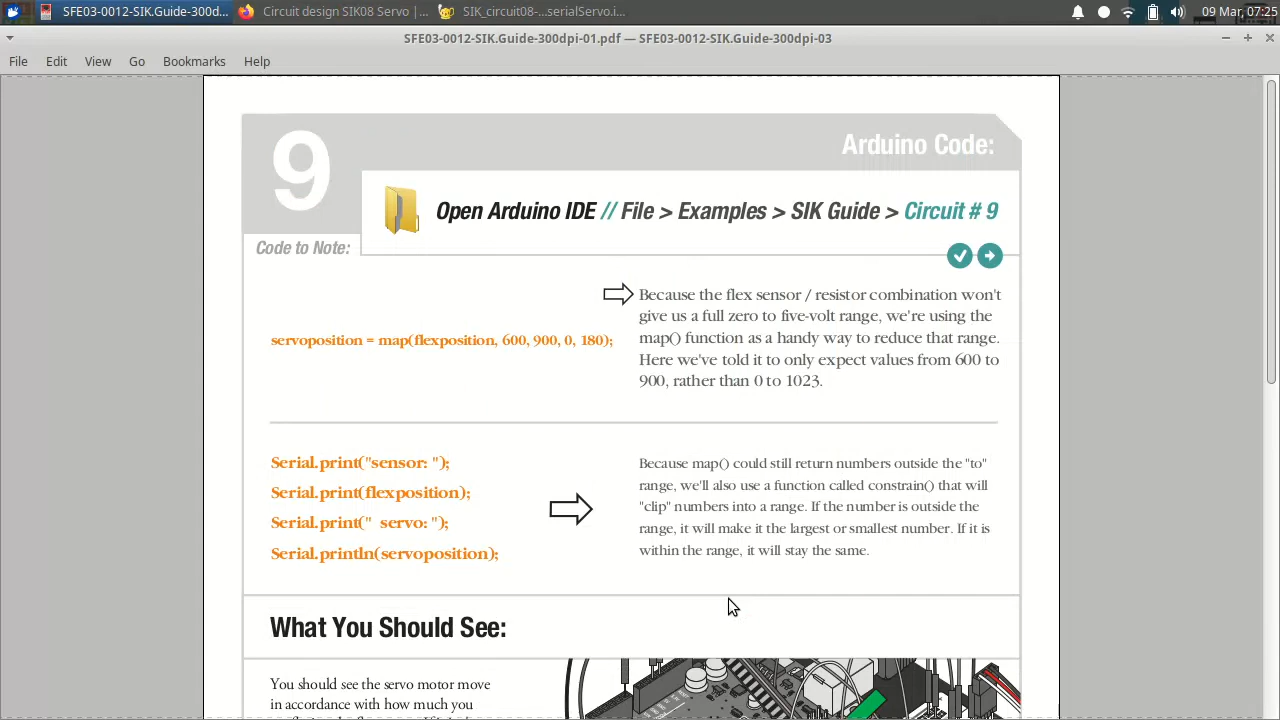 SFE03-0012-SIK.Guide-300d... Circuit design SIK08 Servo |... SIK_circuit08-...serialServo.i... 09 Mar, 07:25
SFE03-0012-SIK.Guide-300dpi-01.pdf — SFE03-0012-SIK.Guide-300dpi-03
File Edit View Go Bookmarks Help
9
Arduino Code:
Open Arduino IDE // File > Examples > SIK Guide > Circuit # 9
Code to Note:
servoposition = map(flexposition, 600, 900, 0, 180);
Because the flex sensor / resistor combination won't
give us a full zero to five-volt range, we're using the
map() function as a handy way to reduce that range.
Here we've told it to only expect values from 600 to
900, rather than 0 to 1023.
Serial.print("sensor: ");
Serial.print(flexposition);
Serial.print("  servo: ");
Serial.println(servoposition);
Because map() could still return numbers outside the "to"
range, we'll also use a function called constrain() that will
"clip" numbers into a range. If the number is outside the
range, it will make it the largest or smallest number. If it is
within the range, it will stay the same.
What You Should See:
You should see the servo motor move
in accordance with how much you